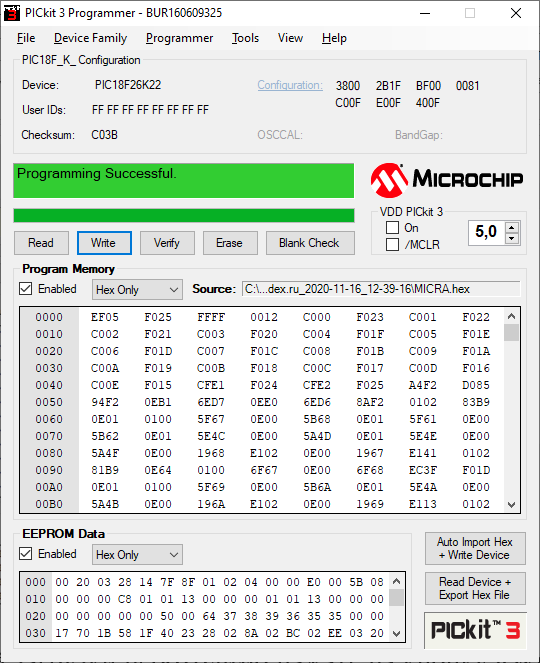 PICkit 3 Programmer - BUR160609325
File Device Family Programmer Tools View Help
PIC18F_K_ Configuration
Device: PIC18F26K22 Configuration: 3800 2B1F BF00 0081
User IDs: FF FF FF FF FF FF FF FF C00F E00F 400F
Checksum: C03B OSCCAL: BandGap:
Programming Successful.
MICROCHIP
VDD PICkit 3
On
/MCLR
5,0
Read Write Verify Erase Blank Check
Program Memory
Enabled Hex Only Source: C:\...dex.ru_2020-11-16_12-39-16\MICRA.hex
0000 EF05 F025 FFFF 0012 C000 F023 C001 F022
0010 C002 F021 C003 F020 C004 F01F C005 F01E
0020 C006 F01D C007 F01C C008 F01B C009 F01A
0030 C00A F019 C00B F018 C00C F017 C00D F016
0040 C00E F015 CFE1 F024 CFE2 F025 A4F2 D085
0050 94F2 0EB1 6ED7 0EE0 6ED6 8AF2 0102 83B9
0060 0E01 0100 5F67 0E00 5B68 0E01 5F61 0E00
0070 5B62 0E01 5E4C 0E00 5A4D 0E01 5E4E 0E00
0080 5A4F 0E00 1968 E102 0E00 1967 E141 0102
0090 81B9 0E64 0100 6F67 0E00 6F68 EC3F F01D
00A0 0E01 0100 5F69 0E00 5B6A 0E01 5E4A 0E00
00B0 5A4B 0E00 196A E102 0E00 1969 E113 0102
EEPROM Data
Enabled Hex Only
000 00 20 03 28 14 7F 8F 01 02 04 00 00 E0 00 5B 08
010 00 00 00 C8 01 01 13 00 00 00 00 01 01 13 00 00
020 00 00 00 00 00 50 00 64 37 38 39 36 35 35 00 00
030 17 70 1B 58 1F 40 23 28 02 8A 02 BC 02 EE 03 20
Auto Import Hex
+ Write Device
Read Device +
Export Hex File
PICkit™ 3